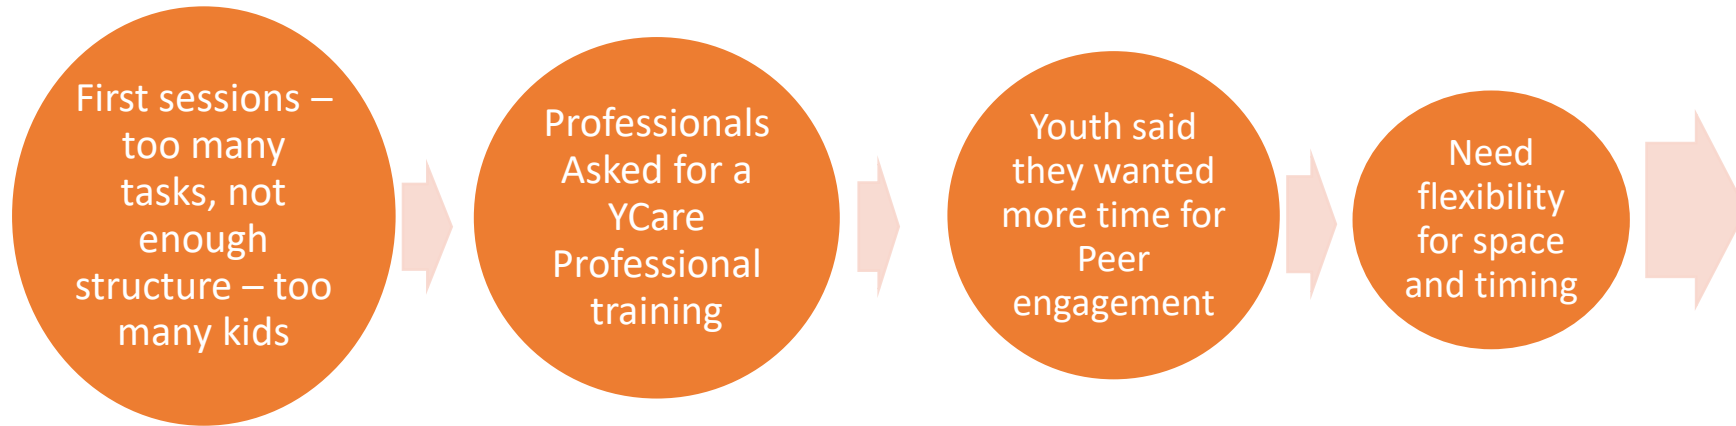 First sessions –
too many
tasks, not
enough
structure – too
many kids
Professionals
Asked for a
YCare
Professional
training
Youth said
they wanted
more time for
Peer
engagement
Need
flexibility
for space
and timing